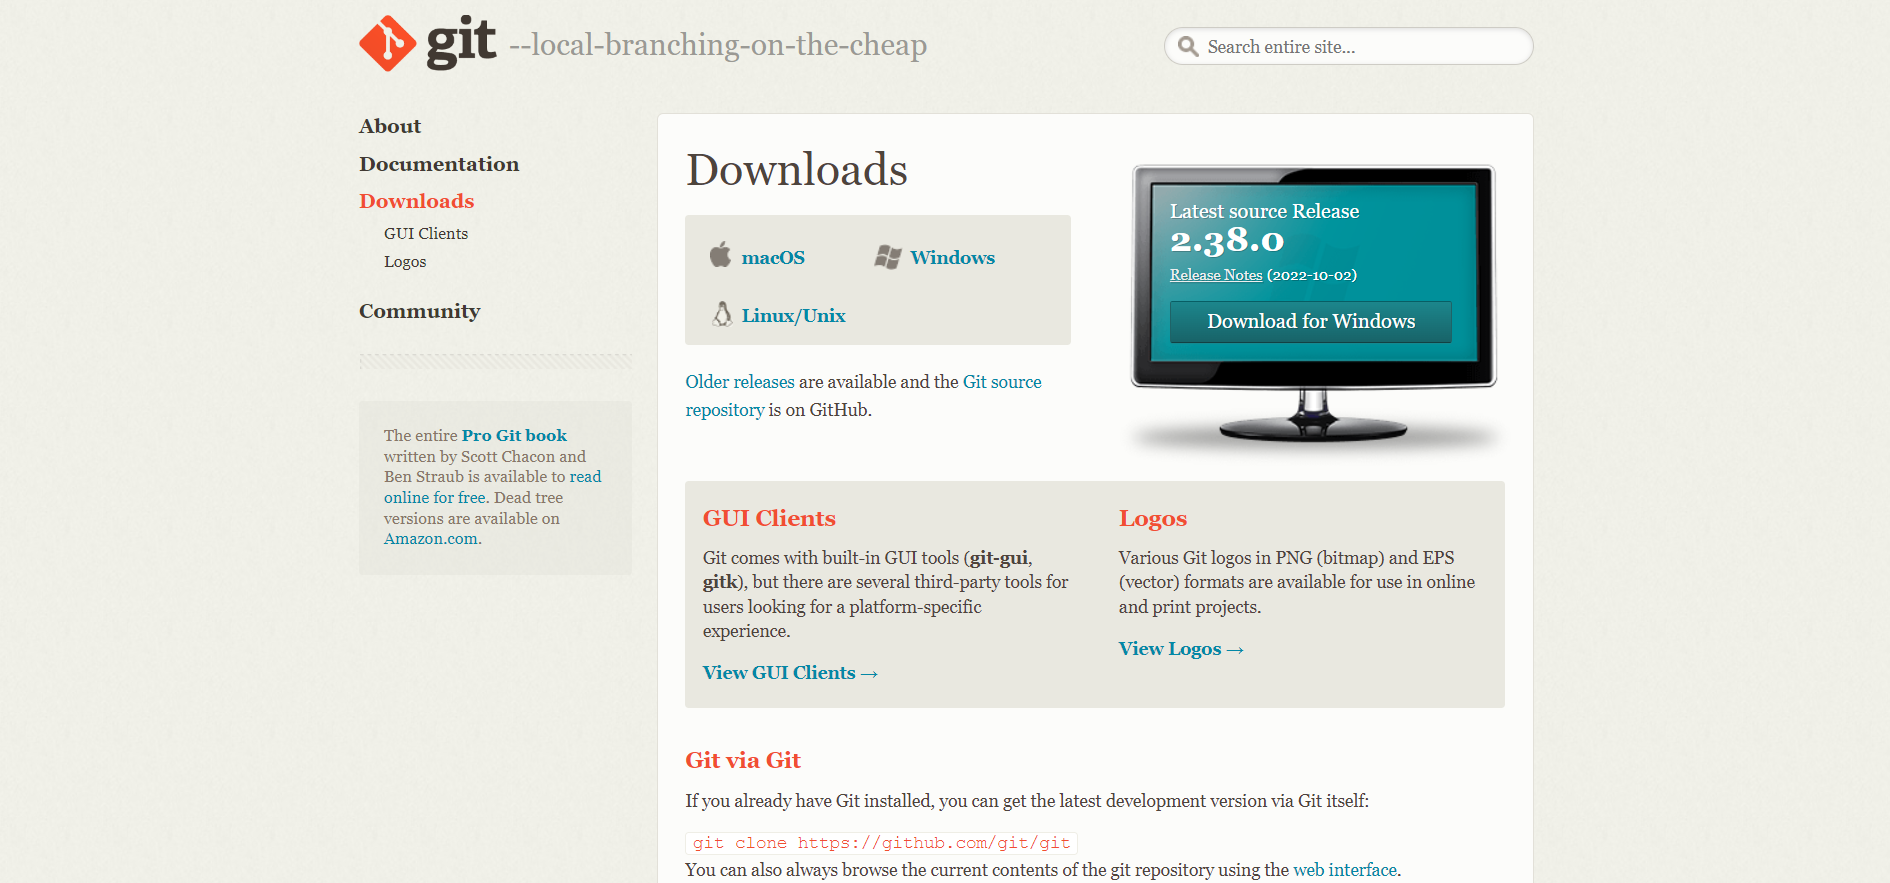 git --local-branching-on-the-cheap
Search entire site...
About
Documentation
Downloads
GUI Clients
Logos
Community
The entire Pro Git book
written by Scott Chacon and
Ben Straub is available to read
online for free. Dead tree
versions are available on
Amazon.com.
Downloads
macOS
Windows
Linux/Unix
Older releases are available and the Git source
repository is on GitHub.
Latest source Release
2.38.0
Release Notes (2022-10-02)
Download for Windows
GUI Clients
Git comes with built-in GUI tools (git-gui,
gitk), but there are several third-party tools for
users looking for a platform-specific
experience.
View GUI Clients →
Logos
Various Git logos in PNG (bitmap) and EPS
(vector) formats are available for use in online
and print projects.
View Logos →
Git via Git
If you already have Git installed, you can get the latest development version via Git itself:
git clone https://github.com/git/git
You can also always browse the current contents of the git repository using the web interface.